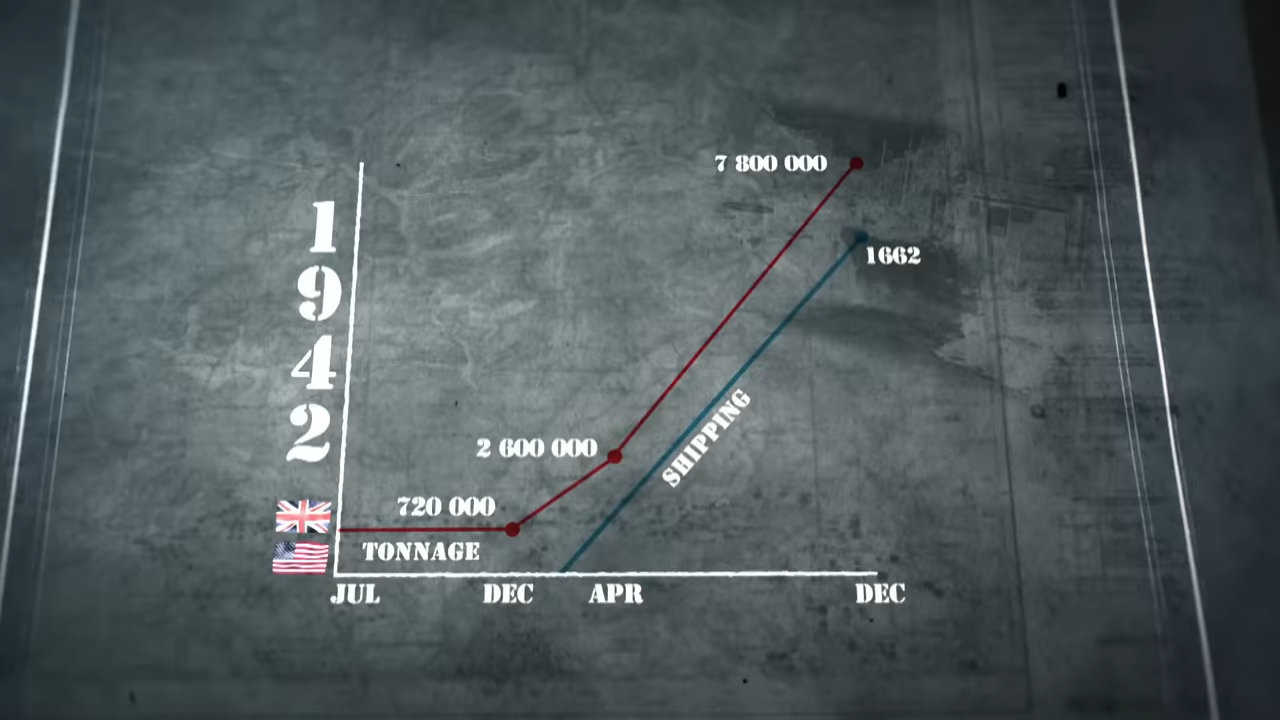 1
9
4
2
7 800 000
1662
2 600 000
SHIPPING
720 000
TONNAGE
JUL DEC APR DEC